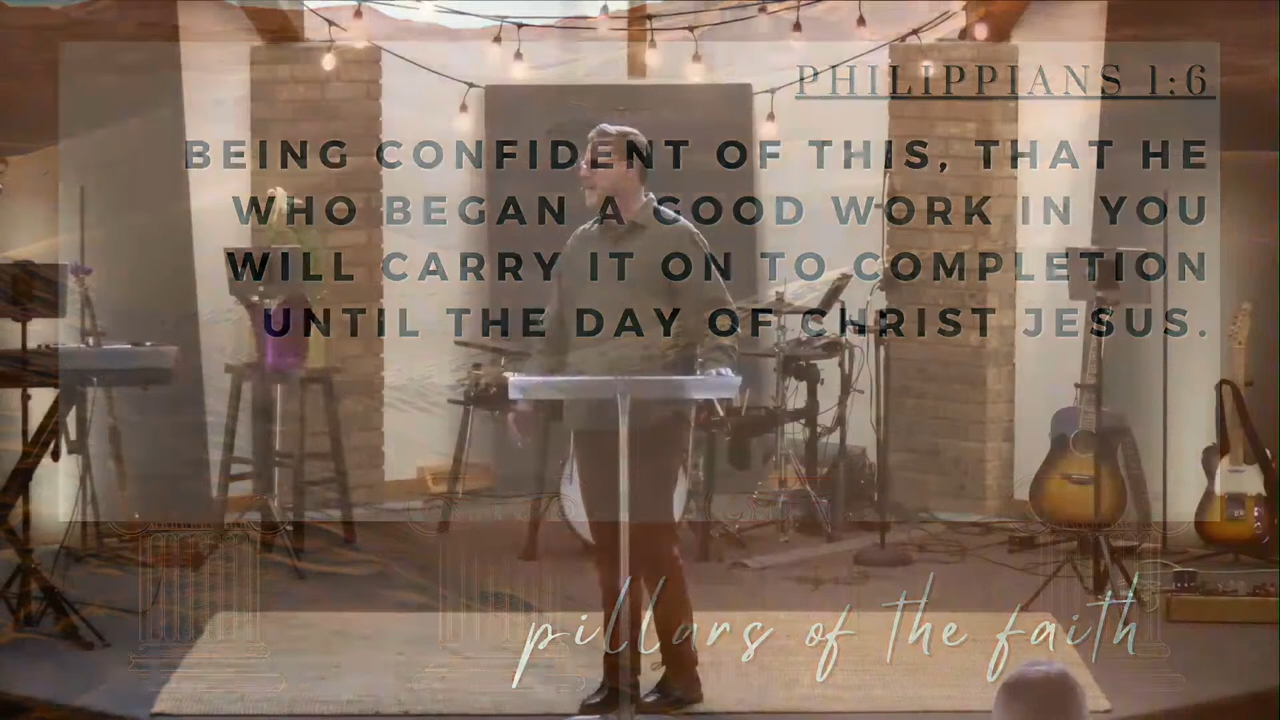 PHILIPPIANS 1:6
BEING CONFIDENT OF THIS, THAT HE
WHO BEGAN A GOOD WORK IN YOU
WILL CARRY IT ON TO COMPLETION
UNTIL THE DAY OF CHRIST JESUS.
pillars of the faith